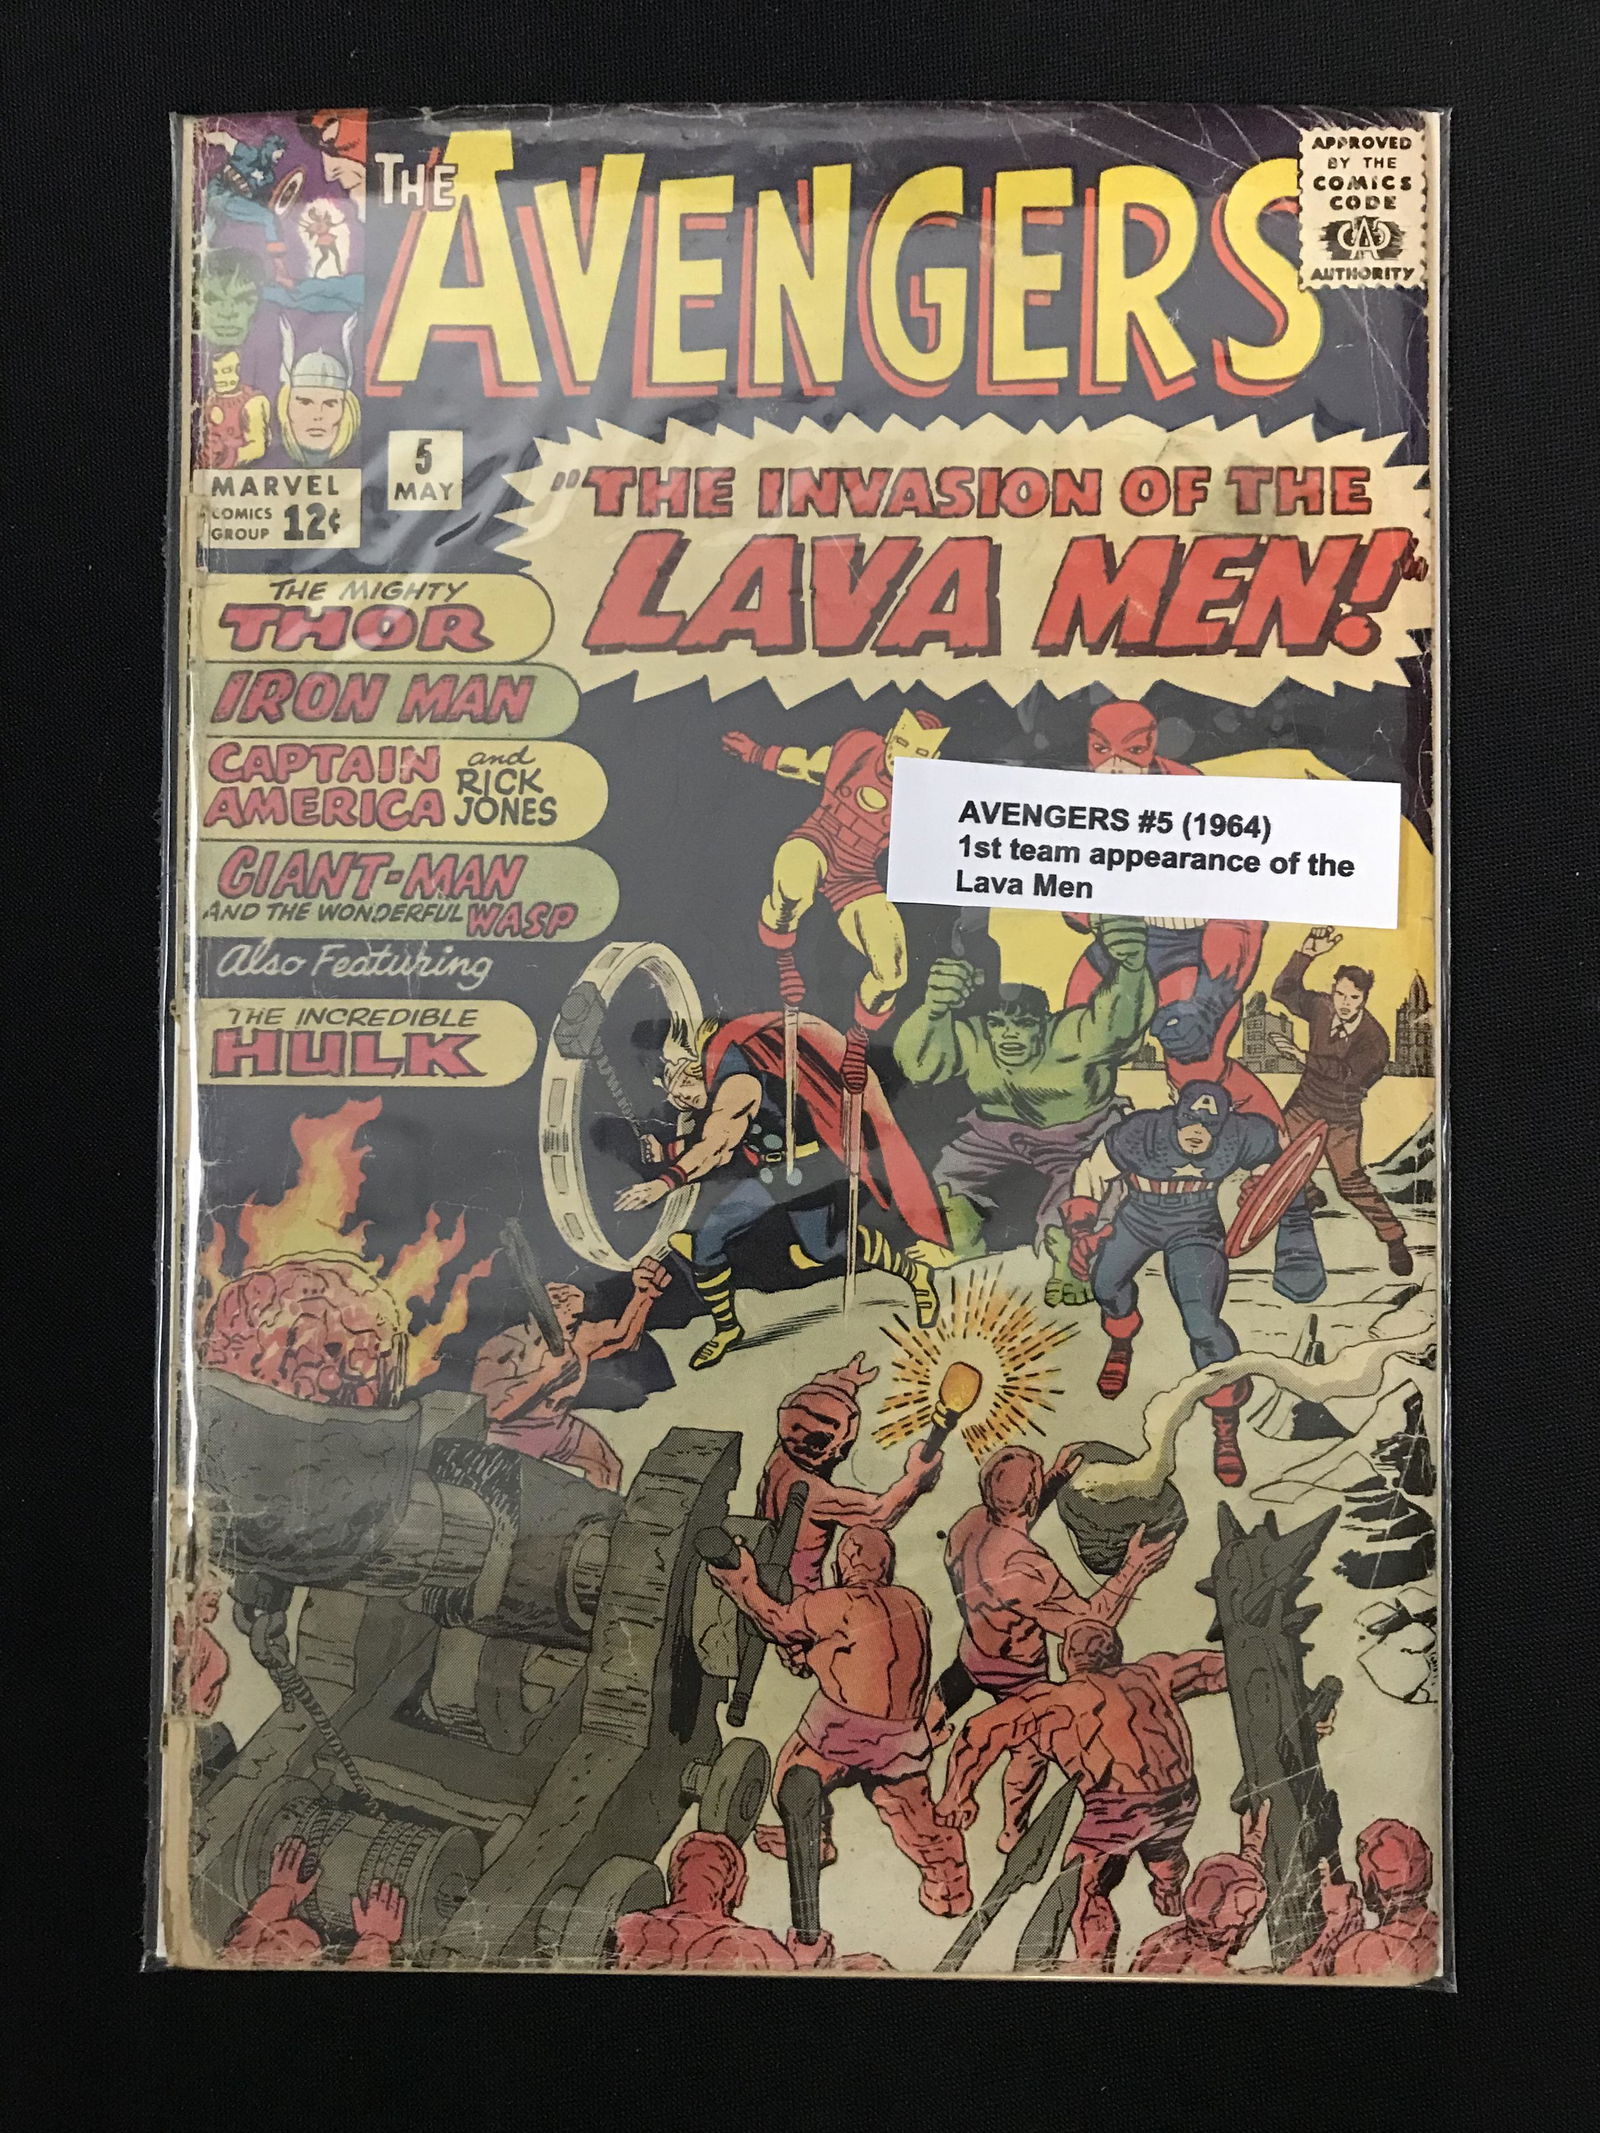 THE AVENGERS
APPROVED
BY THE
COMICS
CODE
CA
AUTHORITY
MARVEL
COMICS
GROUP 12¢
5
MAY
"THE INVASION OF THE
LAVA MEN!"
THE MIGHTY
THOR
IRON MAN
CAPTAIN AMERICA and RICK JONES
GIANT-MAN
AND THE WONDERFUL WASP
Also Featuring
THE INCREDIBLE
HULK
AVENGERS #5 (1964)
1st team appearance of the
Lava Men
A